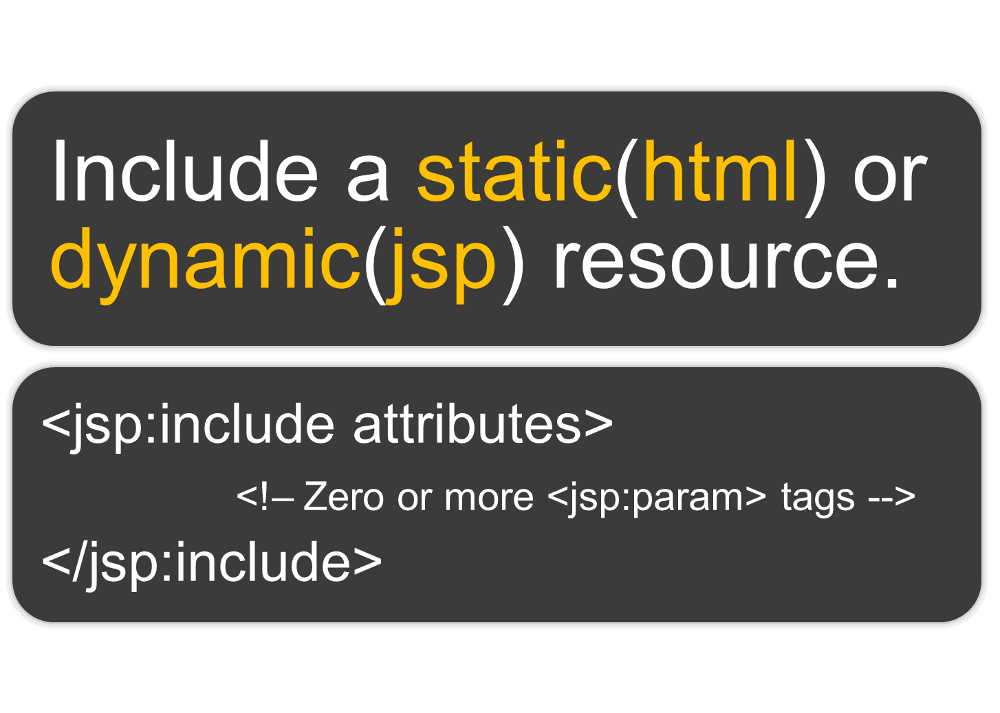 Include a static(html) or
dynamic(jsp) resource.
<jsp:include attributes>
<!– Zero or more <jsp:param> tags -->
</jsp:include>